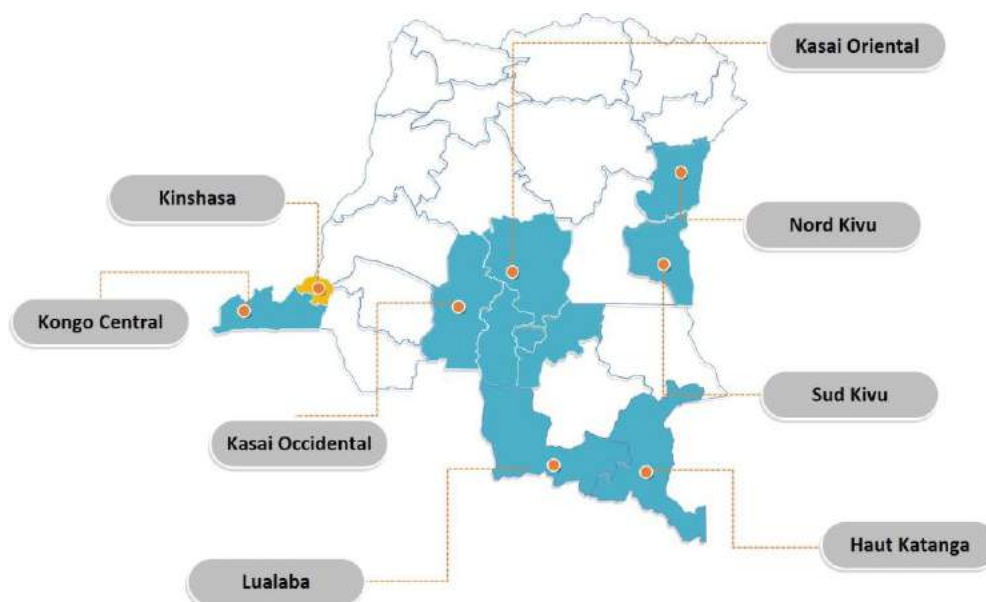 Kasai Oriental
Kinshasa
Nord Kivu
Kongo Central
Sud Kivu
Kasai Occidental
Haut Katanga
Lualaba